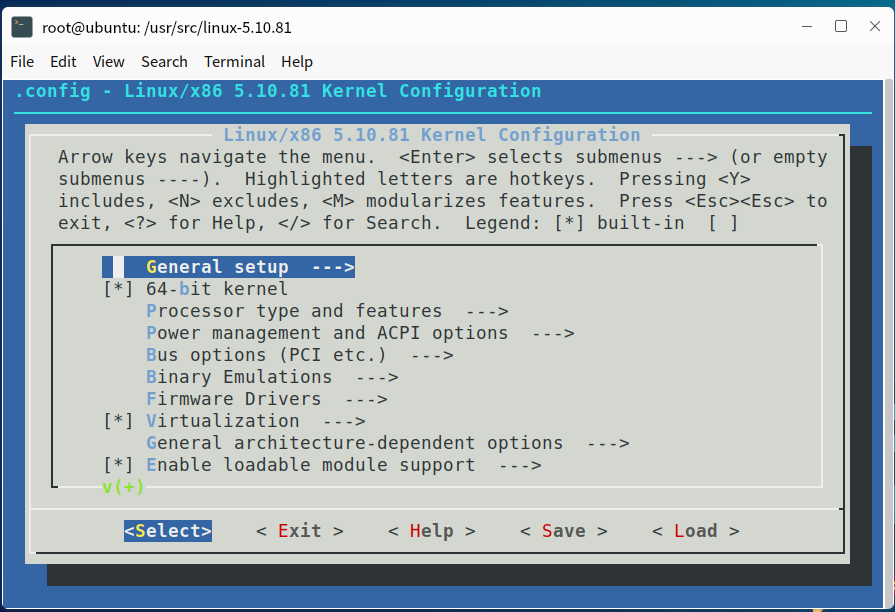 root@ubuntu: /usr/src/linux-5.10.81
File Edit View Search Terminal Help
.config - Linux/x86 5.10.81 Kernel Configuration
Linux/x86 5.10.81 Kernel Configuration
Arrow keys navigate the menu.  <Enter> selects submenus ---> (or empty
submenus ----).  Highlighted letters are hotkeys.  Pressing <Y>
includes, <N> excludes, <M> modularizes features.  Press <Esc><Esc> to
exit, <?> for Help, </> for Search.  Legend: [*] built-in  [ ]
General setup  --->
[*] 64-bit kernel
Processor type and features  --->
Power management and ACPI options  --->
Bus options (PCI etc.)  --->
Binary Emulations  --->
Firmware Drivers  --->
[*] Virtualization  --->
General architecture-dependent options  --->
[*] Enable loadable module support  --->
v(+)
<Select>    < Exit >    < Help >    < Save >    < Load >